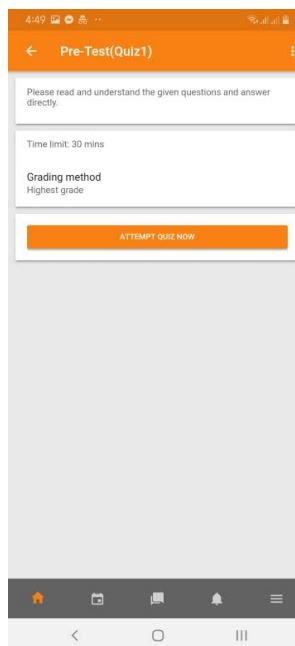 4:49
Pre-Test(Quiz1)
Please read and understand the given questions and answer
directly.
Time limit: 30 mins
Grading method
Highest grade
ATTEMPT QUIZ NOW